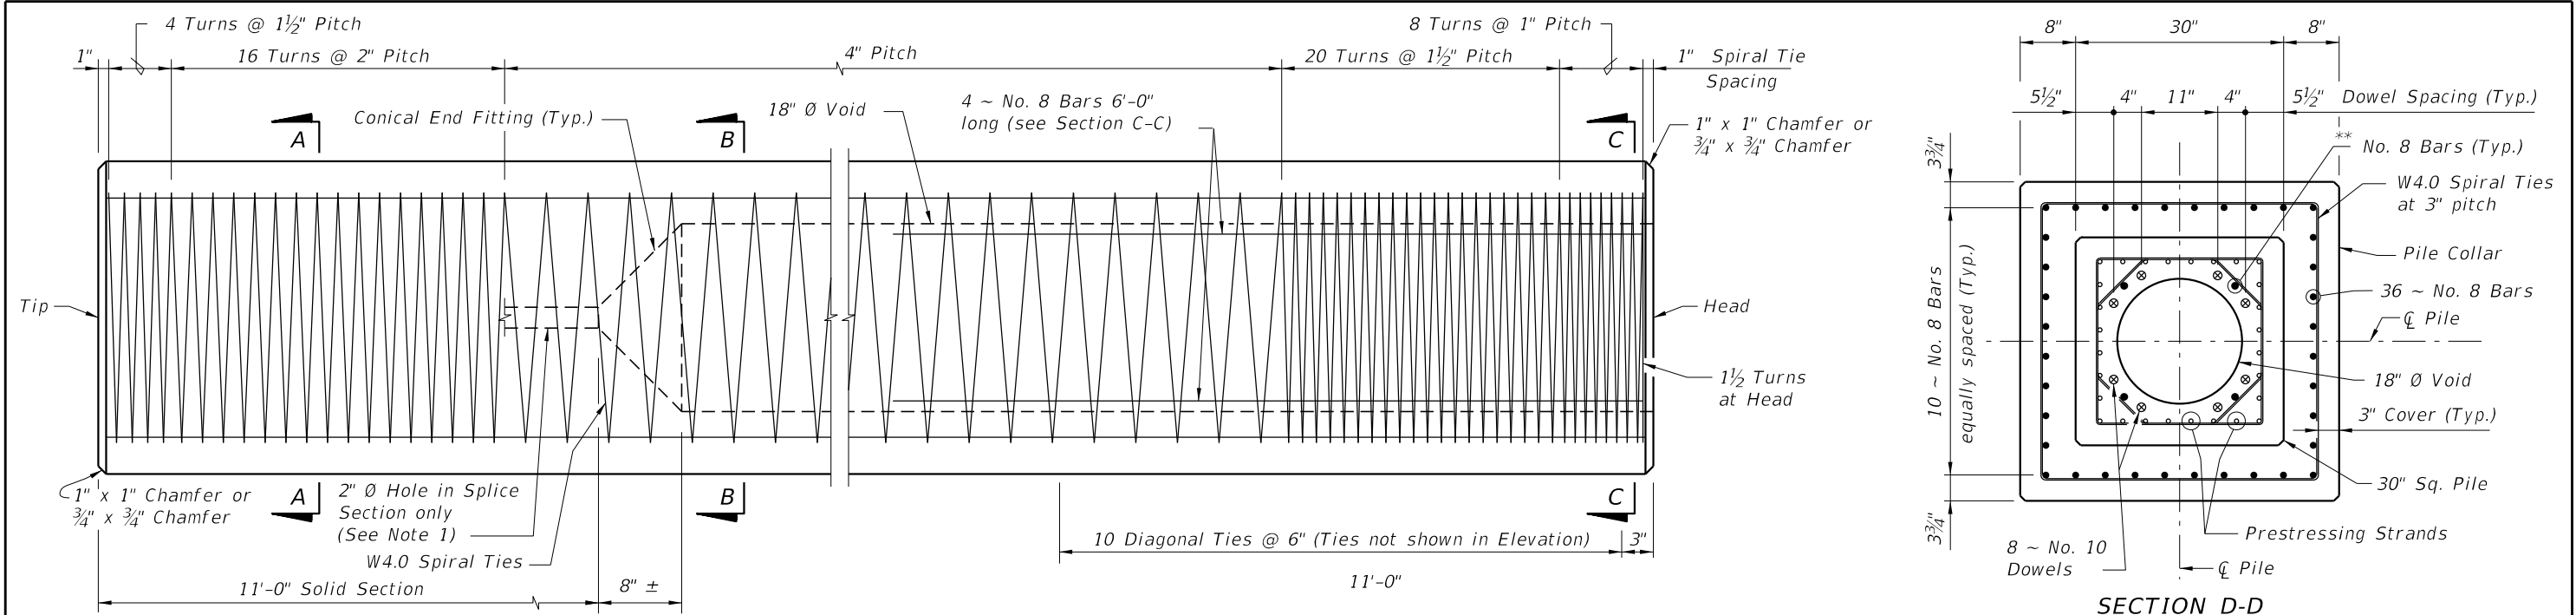 4 Turns @ 1½" Pitch
8 Turns @ 1" Pitch
1"
16 Turns @ 2" Pitch
4" Pitch
20 Turns @ 1½" Pitch
1" Spiral Tie
Spacing
Conical End Fitting (Typ.)
18" Ø Void
4 ~ No. 8 Bars 6'-0"
long (see Section C-C)
1" x 1" Chamfer or
¾" x ¾" Chamfer
A
B
C
Tip
Head
1½ Turns
at Head
1" x 1" Chamfer or
¾" x ¾" Chamfer
A
B
C
2" Ø Hole in Splice
Section only
(See Note 1)
W4.0 Spiral Ties
10 Diagonal Ties @ 6" (Ties not shown in Elevation)
3"
11'-0"
11'-0" Solid Section
8" ±
8"
30"
8"
5½"
4"
11"
4"
5½" Dowel Spacing (Typ.)
**
No. 8 Bars (Typ.)
W4.0 Spiral Ties
at 3" pitch
Pile Collar
36 ~ No. 8 Bars
℄ Pile
18" Ø Void
3" Cover (Typ.)
30" Sq. Pile
Prestressing Strands
8 ~ No. 10
Dowels
℄ Pile
3¾"
10 ~ No. 8 Bars
equally spaced (Typ.)
3¾"
SECTION D-D